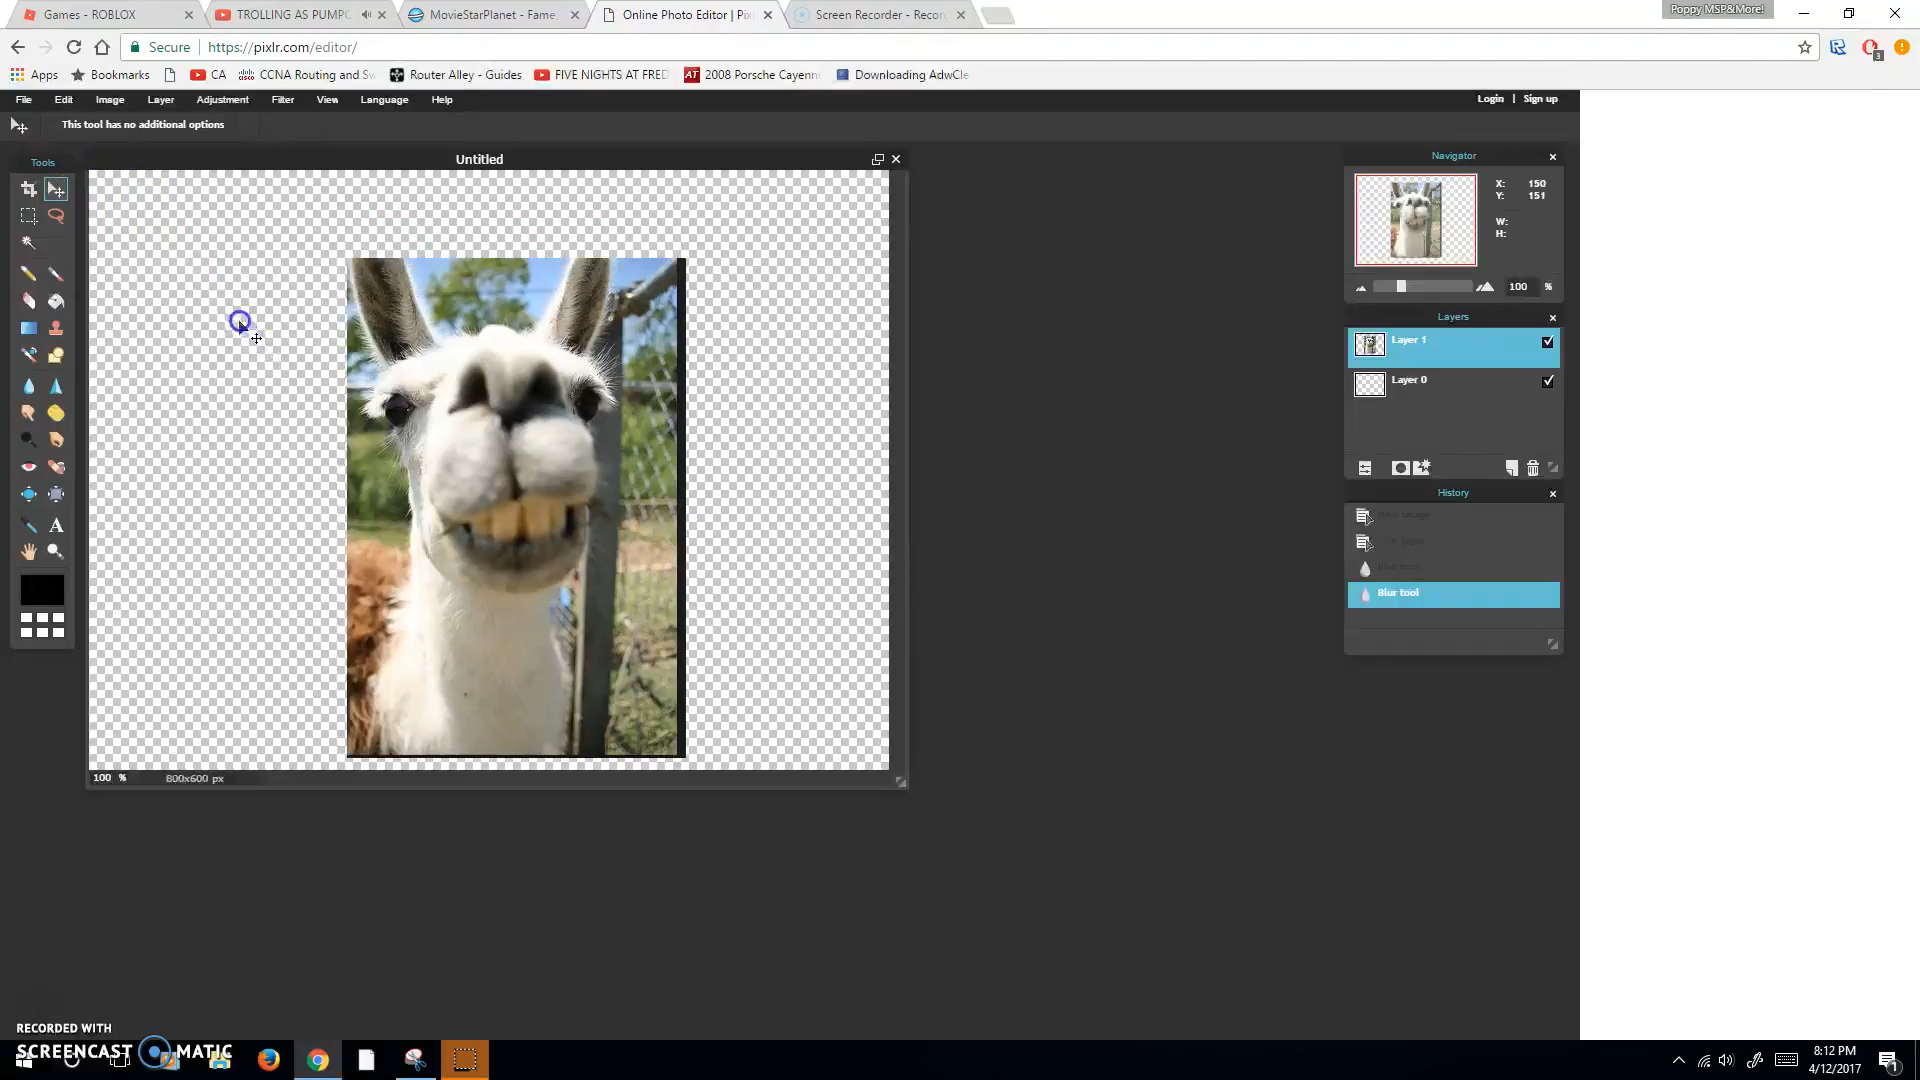 Games - ROBLOX
TROLLING AS PUMPC
MovieStarPlanet - Fame,
Online Photo Editor | Pix
Screen Recorder - Recor
Poppy MSP&More!
Secure
https://pixlr.com/editor/
3
Apps
Bookmarks
CA
CCNA Routing and Sw
Router Alley - Guides
FIVE NIGHTS AT FRED
2008 Porsche Cayenn
Downloading AdwCle
File
Edit
Image
Layer
Adjustment
Filter
View
Language
Help
Login | Sign up
This tool has no additional options
Tools
Untitled
Navigator
X: 150
Y: 151
W:
H:
100 %
Layers
Layer 1
Layer 0
History
Blur tool
100 %
800x600 px
RECORDED WITH
SCREENCAST MATIC
8:12 PM
4/12/2017
1